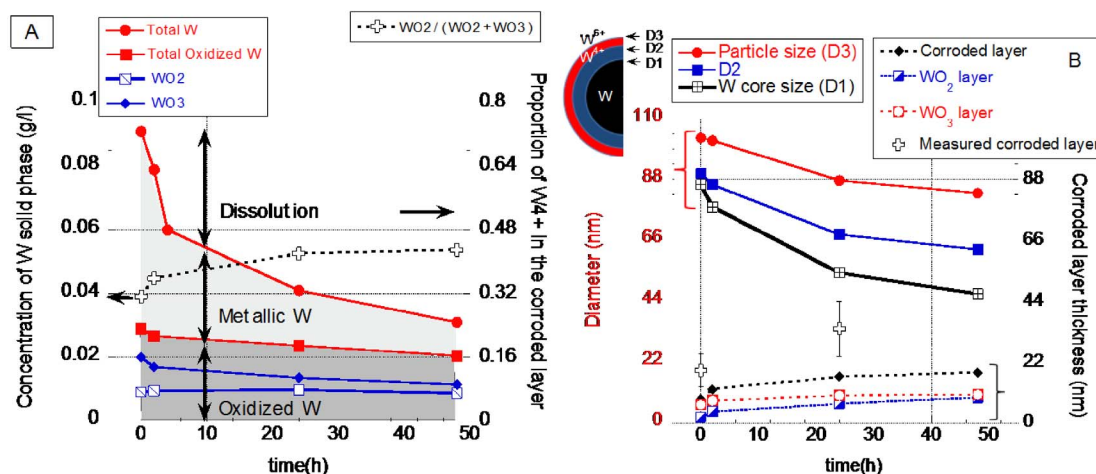 A
Total W
Total Oxidized W
WO2
WO3
WO2 / (WO2 + WO3)
Concentration of W solid phase (g/l)
0.1
0.08
0.06
0.04
0.02
0
Dissolution
Metallic W
Oxidized W
0 10 20 30 40 50
time(h)
0.8
0.64
0.48
0.32
0.16
0
Proportion of W4+ In the corroded
layer
W6+
W4+
W
D3
D2
D1
Particle size (D3)
D2
W core size (D1)
B
Corroded layer
WO2 layer
WO3 layer
Measured corroded layer
Diameter (nm)
110
88
66
44
22
0
0 10 20 30 40 50
time(h)
88
66
44
22
0
Corroded layer thickness (nm)